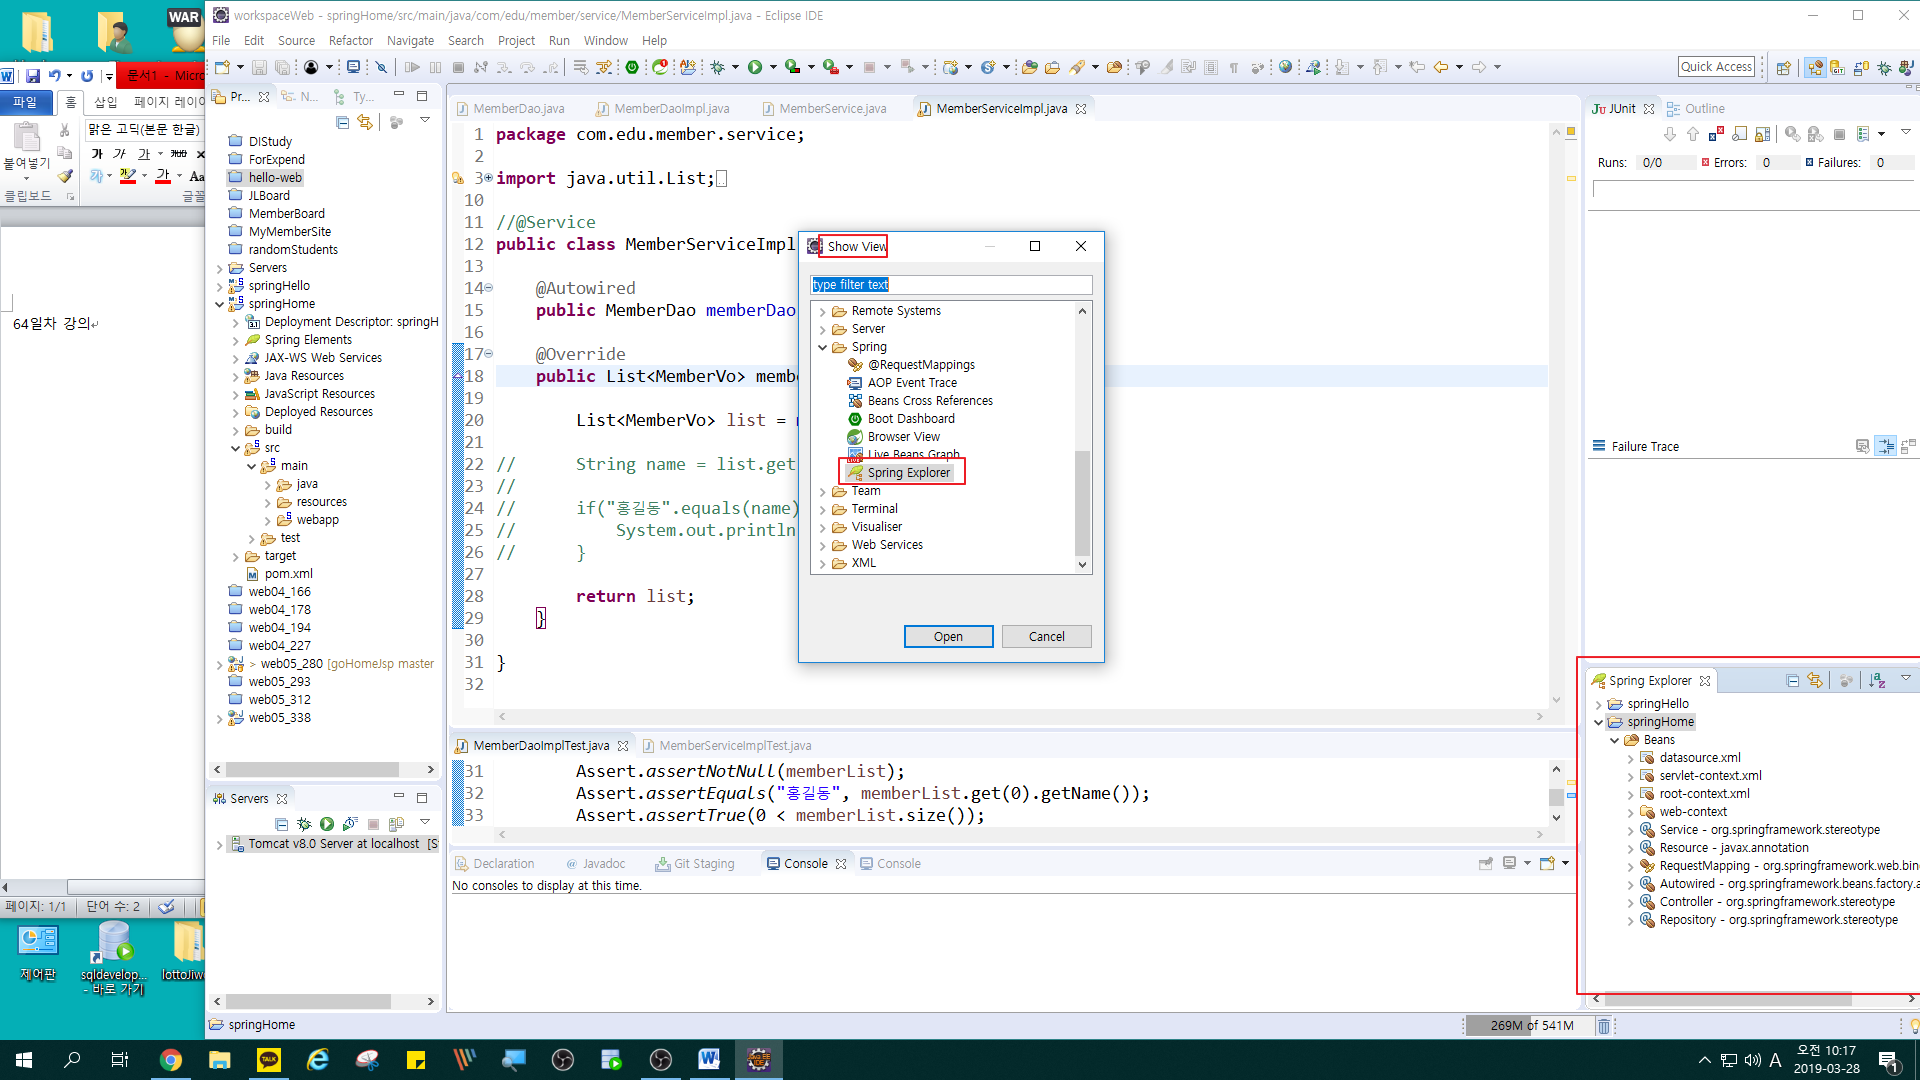 WAR
workspaceWeb - springHome/src/main/java/com/edu/member/service/MemberServiceImpl.java - Eclipse IDE
File Edit Source Refactor Navigate Search Project Run Window Help
Quick Access
문서1 - Micro
파일 홈 삽입 페이지 레이아
맑은 고딕(본문 한글)
가 가 가
붙여넣기
가 가 가 Aa
클립보드 글꼴
64일차 강의
페이지: 1/1 단어 수: 2
제어판
sqldevelop... - 바로 가기
lottoJiw
Pr... N... Ty...
DIStudy
ForExpend
hello-web
JLBoard
MemberBoard
MyMemberSite
randomStudents
Servers
springHello
springHome
Deployment Descriptor: springH
Spring Elements
JAX-WS Web Services
Java Resources
JavaScript Resources
Deployed Resources
build
src
main
java
resources
webapp
test
target
pom.xml
web04_166
web04_178
web04_194
web04_227
> web05_280 [goHomeJsp master
web05_293
web05_312
web05_338
Servers
Tomcat v8.0 Server at localhost [S
springHome
MemberDao.java MemberDaoImpl.java MemberService.java MemberServiceImpl.java
1 package com.edu.member.service;
2
3 import java.util.List;
10
11 //@Service
12 public class MemberServiceImpl
13
14 @Autowired
15 public MemberDao memberDao
16
17 @Override
18 public List<MemberVo> memb
19
20 List<MemberVo> list = m
21
22 // String name = list.get
23 //
24 // if("홍길동".equals(name)
25 // System.out.println
26 // }
27
28 return list;
29 }
30
31 }
32
Show View
type filter text
Remote Systems
Server
Spring
@RequestMappings
AOP Event Trace
Beans Cross References
Boot Dashboard
Browser View
Live Beans Graph
Spring Explorer
Team
Terminal
Visualiser
Web Services
XML
Open Cancel
MemberDaoImplTest.java MemberServiceImplTest.java
31 Assert.assertNotNull(memberList);
32 Assert.assertEquals("홍길동", memberList.get(0).getName());
33 Assert.assertTrue(0 < memberList.size());
Declaration Javadoc Git Staging Console Console
No consoles to display at this time.
JUnit Outline
Runs: 0/0 Errors: 0 Failures: 0
Failure Trace
Spring Explorer
springHello
springHome
Beans
datasource.xml
servlet-context.xml
root-context.xml
web-context
Service - org.springframework.stereotype
Resource - javax.annotation
RequestMapping - org.springframework.web.bin
Autowired - org.springframework.beans.factory.a
Controller - org.springframework.stereotype
Repository - org.springframework.stereotype
269M of 541M
TALK
A
오전 10:17
2019-03-28
1